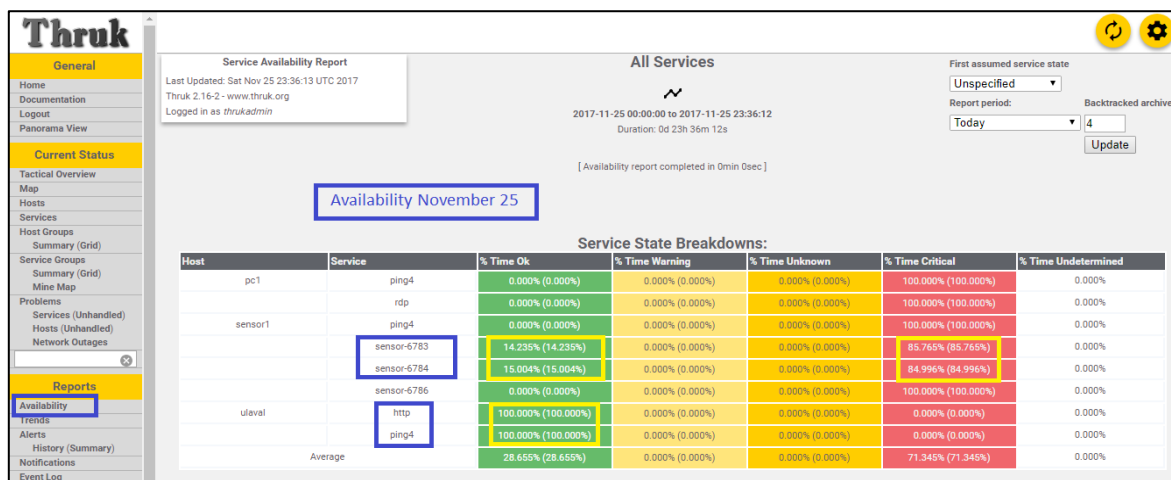 Thruk
General
Home
Documentation
Logout
Panorama View
Current Status
Tactical Overview
Map
Hosts
Services
Host Groups
Summary (Grid)
Service Groups
Summary (Grid)
Mine Map
Problems
Services (Unhandled)
Hosts (Unhandled)
Network Outages
Reports
Availability
Trends
Alerts
History (Summary)
Notifications
Event Log
Service Availability Report
Last Updated: Sat Nov 25 23:36:13 UTC 2017
Thruk 2.16-2 - www.thruk.org
Logged in as thrukadmin
All Services
2017-11-25 00:00:00 to 2017-11-25 23:36:12
Duration: 0d 23h 36m 12s
[ Availability report completed in 0min 0sec ]
First assumed service state
Unspecified
Report period: Backtracked archive
Today 4
Update
Availability November 25
Service State Breakdowns:
Host Service % Time Ok % Time Warning % Time Unknown % Time Critical % Time Undetermined
pc1 ping4 0.000% (0.000%) 0.000% (0.000%) 0.000% (0.000%) 100.000% (100.000%) 0.000%
rdp 0.000% (0.000%) 0.000% (0.000%) 0.000% (0.000%) 100.000% (100.000%) 0.000%
sensor1 ping4 0.000% (0.000%) 0.000% (0.000%) 0.000% (0.000%) 100.000% (100.000%) 0.000%
sensor-6783 14.235% (14.235%) 0.000% (0.000%) 0.000% (0.000%) 85.765% (85.765%) 0.000%
sensor-6784 15.004% (15.004%) 0.000% (0.000%) 0.000% (0.000%) 84.996% (84.996%) 0.000%
sensor-6786 0.000% (0.000%) 0.000% (0.000%) 0.000% (0.000%) 100.000% (100.000%) 0.000%
ulaval http 100.000% (100.000%) 0.000% (0.000%) 0.000% (0.000%) 0.000% (0.000%) 0.000%
ping4 100.000% (100.000%) 0.000% (0.000%) 0.000% (0.000%) 0.000% (0.000%) 0.000%
Average 28.655% (28.655%) 0.000% (0.000%) 0.000% (0.000%) 71.345% (71.345%) 0.000%